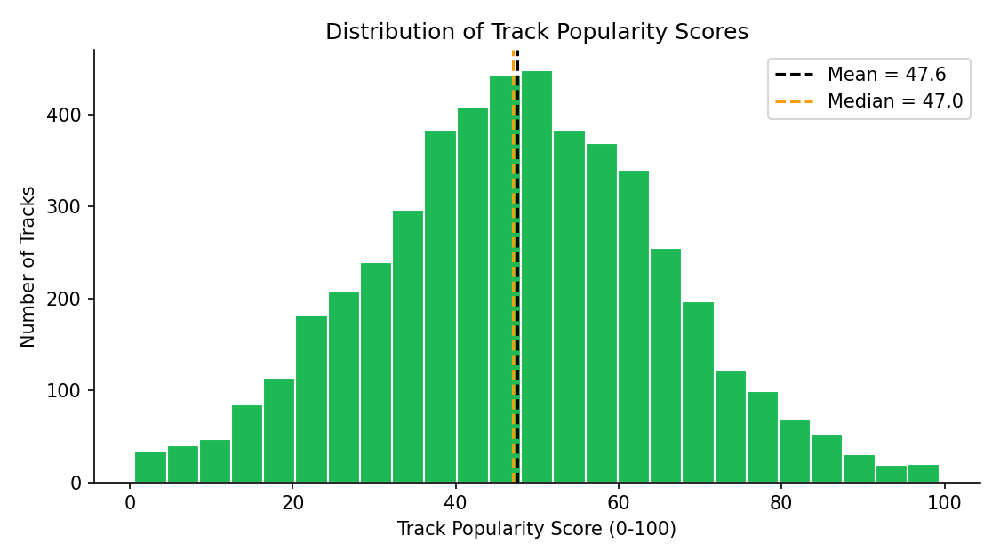 Distribution of Track Popularity Scores
Mean = 47.6
Median = 47.0
Number of Tracks
400
300
200
100
0
0 20 40 60 80 100
Track Popularity Score (0-100)